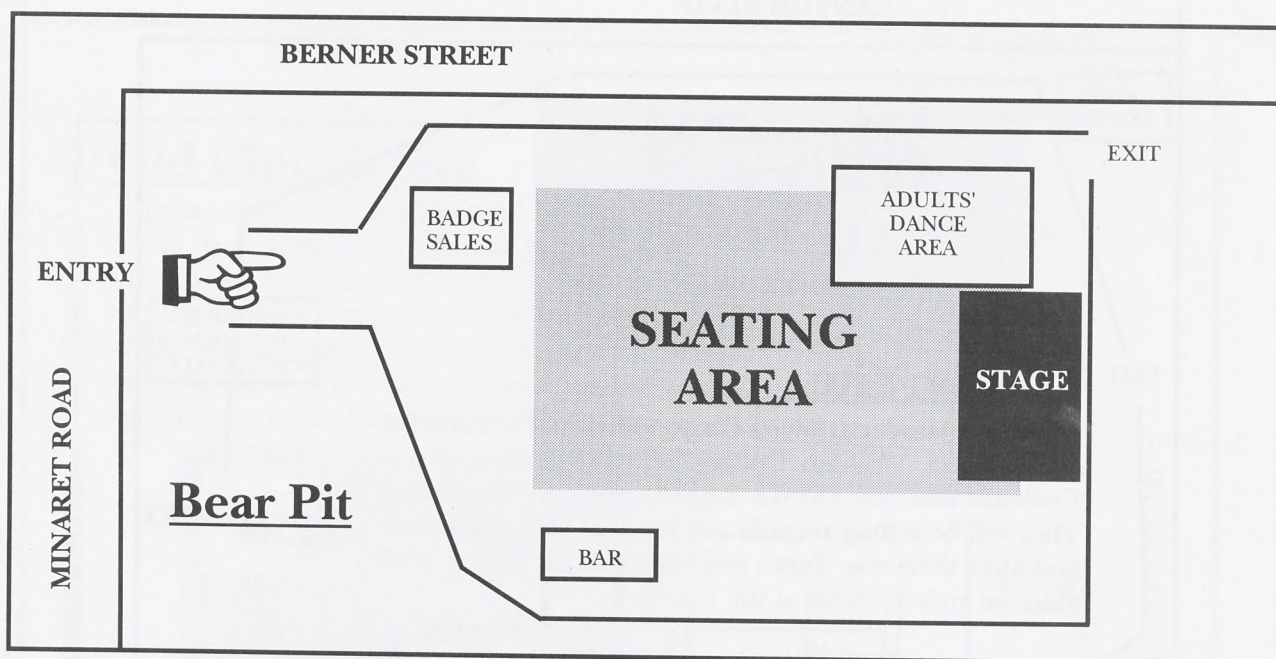 BERNER STREET
EXIT
BADGE
SALES
ADULTS'
DANCE
AREA
ENTRY
SEATING
AREA
STAGE
MINARET ROAD
Bear Pit
BAR